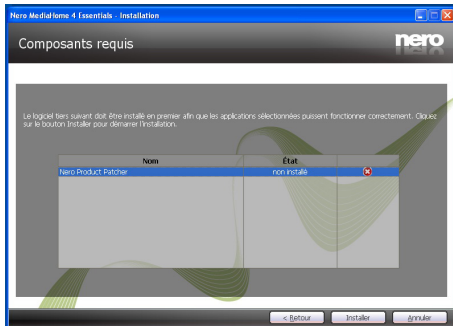 Nero MediaHome 4 Essentials - Installation
Composants requis
nero
Le logiciel tiers suivant doit être installé en premier afin que les applications sélectionnées puissent fonctionner correctement. Cliquez
sur le bouton Installer pour démarrer l'installation.
Nom État
Nero Product Patcher non installé
< Retour Installer Annuler